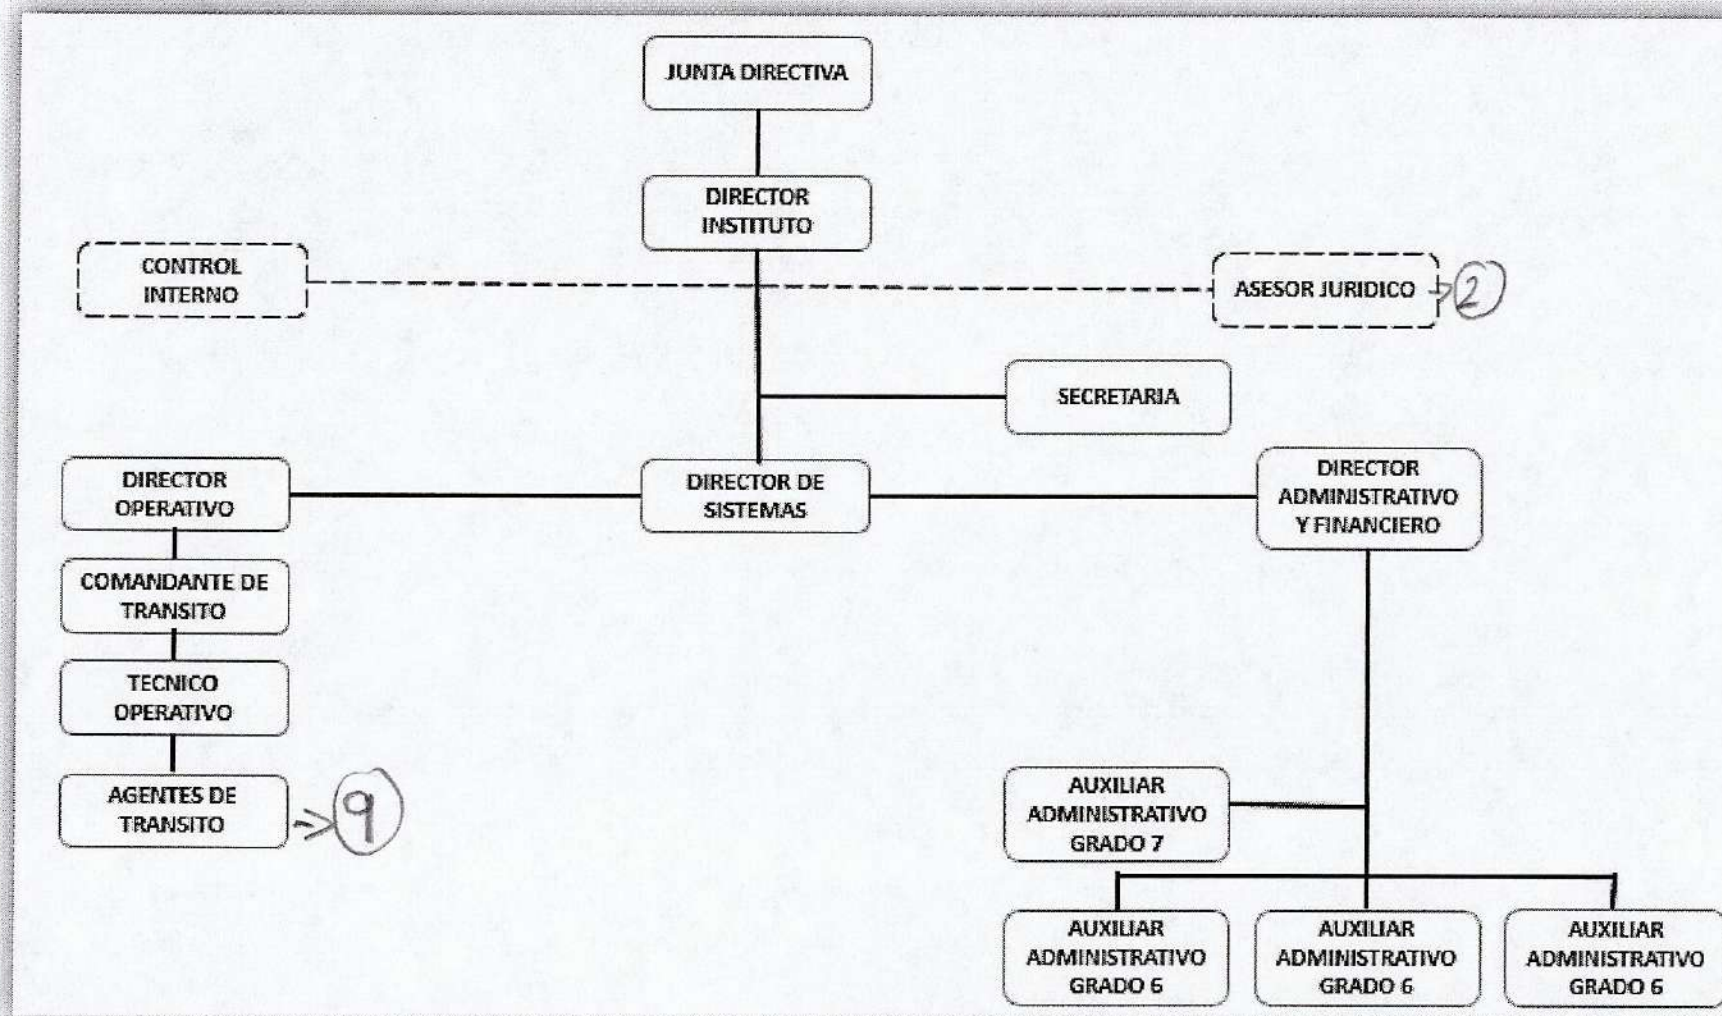 JUNTA DIRECTIVA
DIRECTOR
INSTITUTO
CONTROL
INTERNO
ASESOR JURIDICO
2
SECRETARIA
DIRECTOR
OPERATIVO
DIRECTOR DE
SISTEMAS
DIRECTOR
ADMINISTRATIVO
Y FINANCIERO
COMANDANTE DE
TRANSITO
TECNICO
OPERATIVO
AGENTES DE
TRANSITO
9
AUXILIAR
ADMINISTRATIVO
GRADO 7
AUXILIAR
ADMINISTRATIVO
GRADO 6
AUXILIAR
ADMINISTRATIVO
GRADO 6
AUXILIAR
ADMINISTRATIVO
GRADO 6